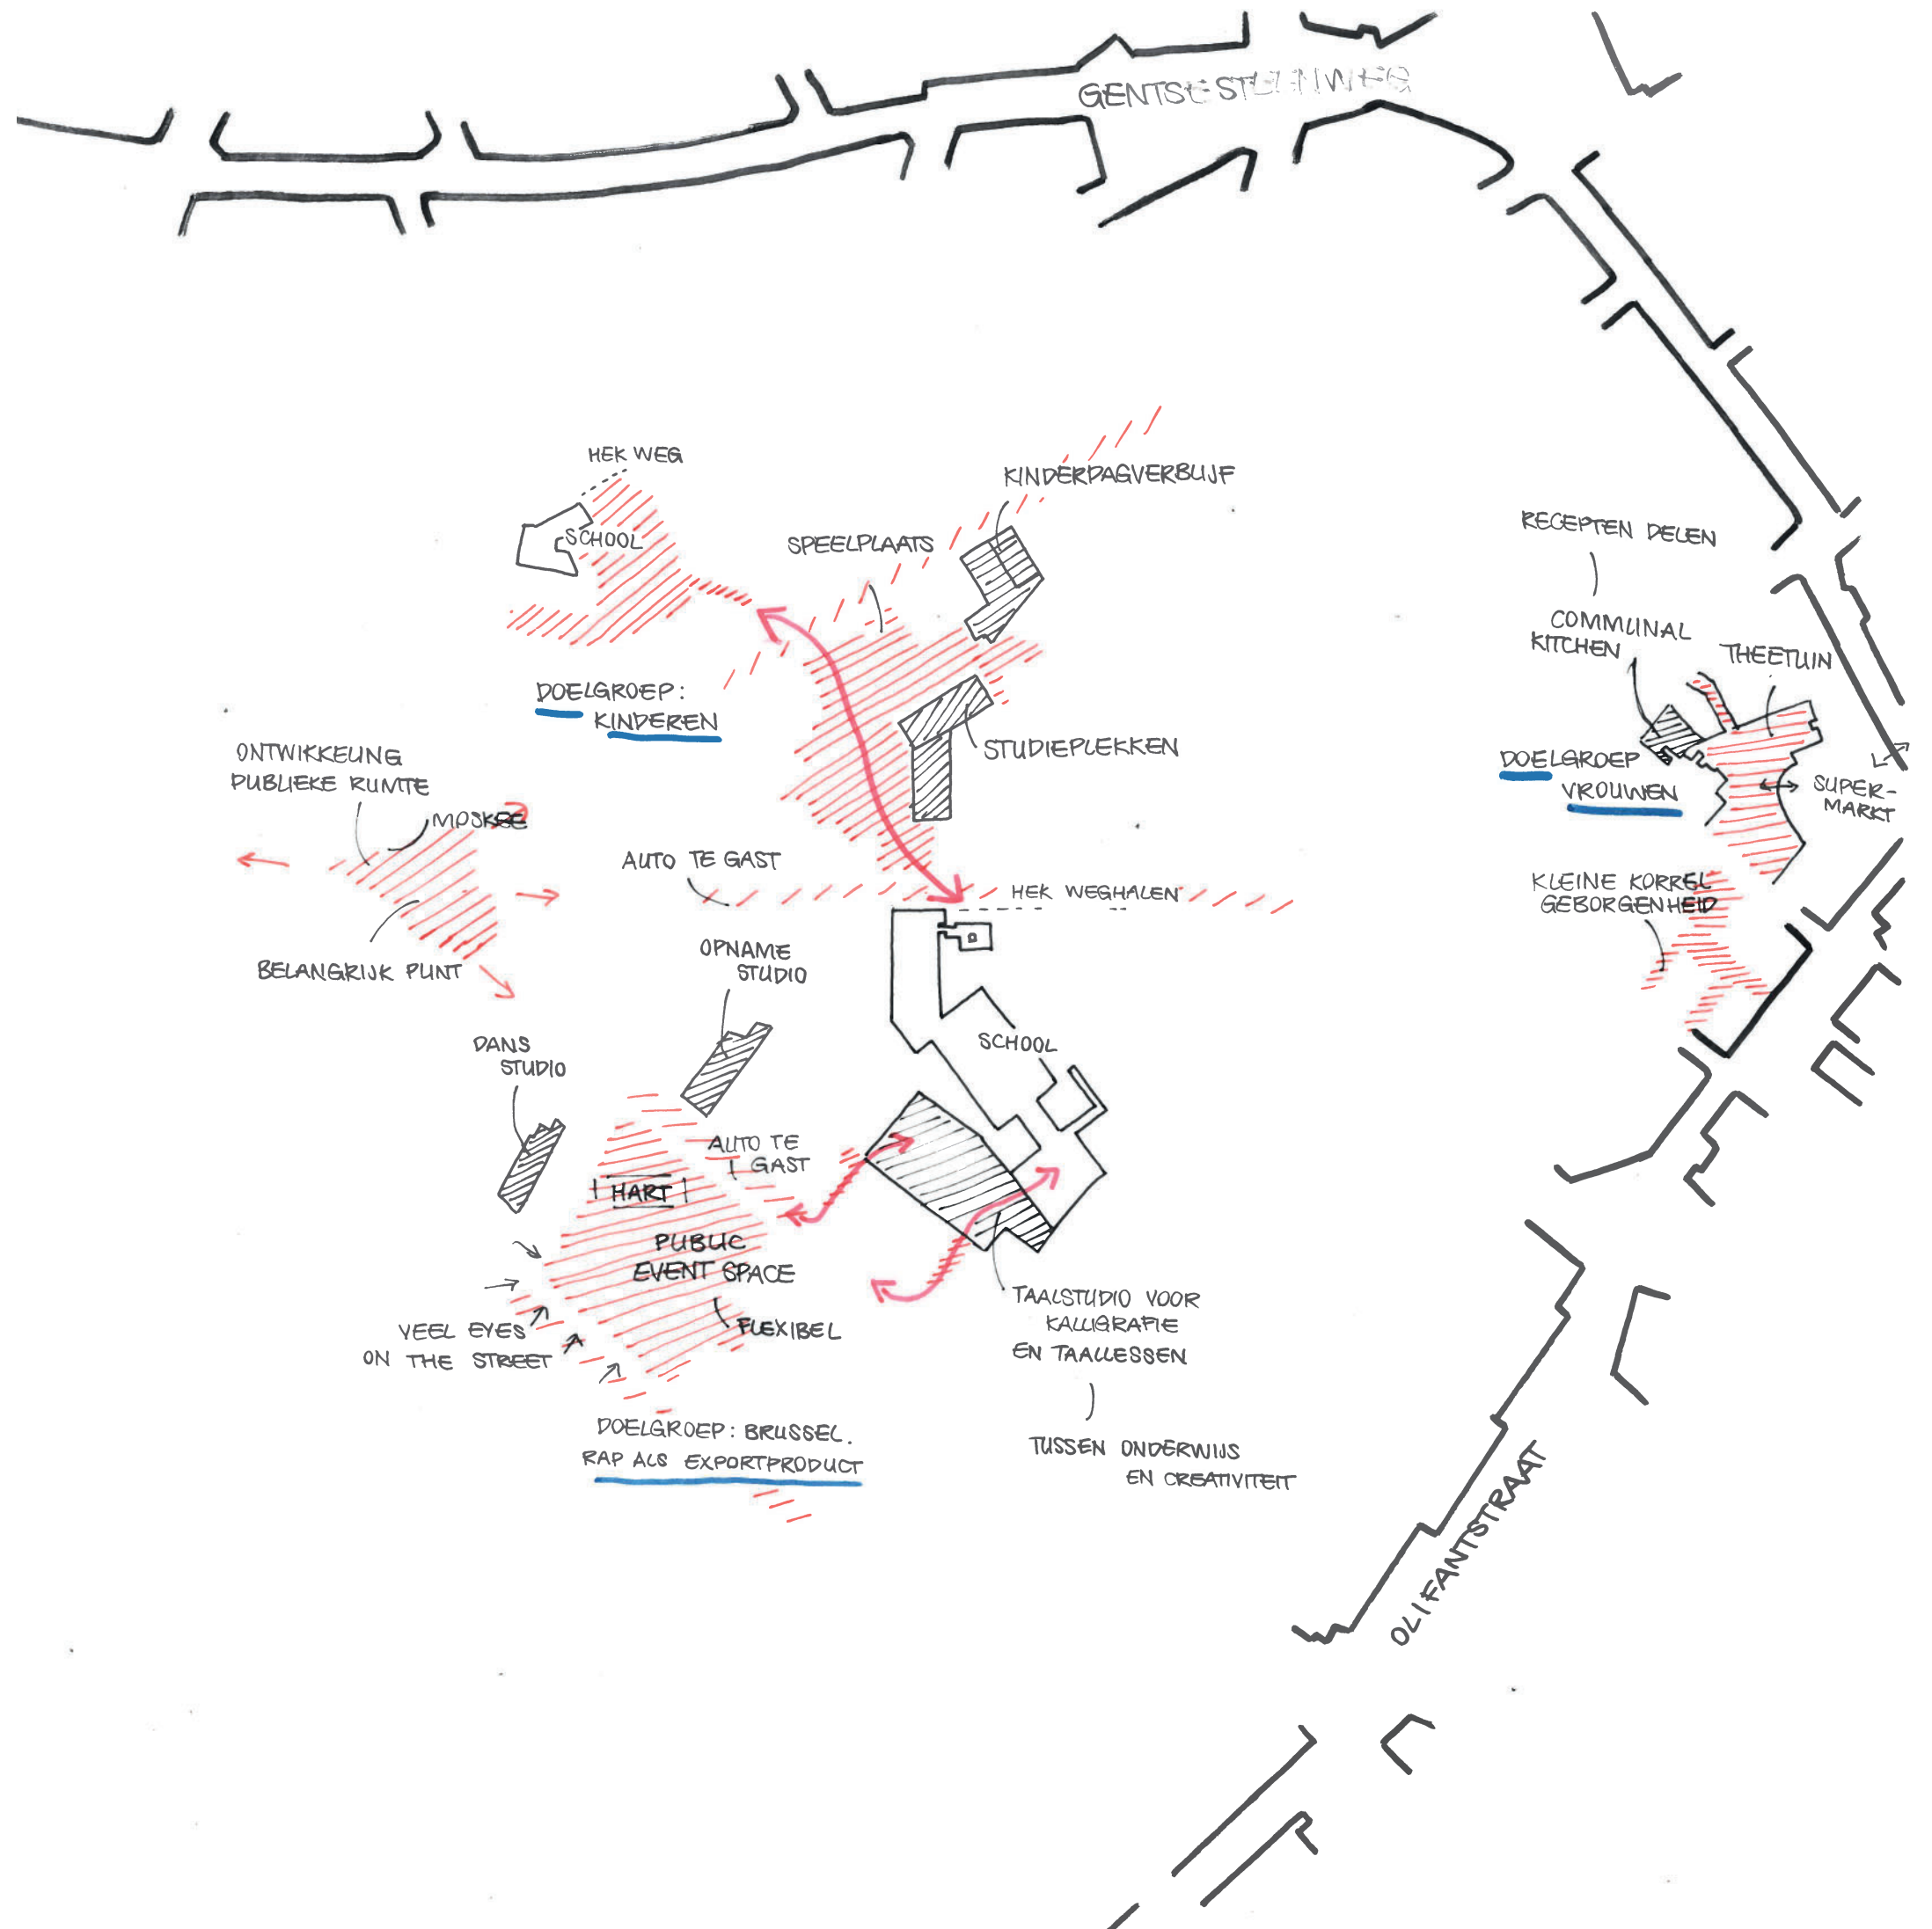 GENTSESTEENWEG
HEK WEG
SCHOOL
SPEELPLAATS
KINDERDAGVERBLIJF
RECEPTEN DELEN
COMMUNAL
KITCHEN
THEETUIN
DOELGROEP:
KINDEREN
STUDIEPLEKKEN
DOELGROEP
VROUWEN
SUPER-
MARKT
ONTWIKKELING
PUBLIEKE RUIMTE
MOSKEE
AUTO TE GAST
HEK WEGHALEN
KLEINE KORREL
GEBORGENHEID
BELANGRIJK PUNT
OPNAME
STUDIO
DANS
STUDIO
SCHOOL
AUTO TE
GAST
HART
PUBLIC
EVENT SPACE
FLEXIBEL
VEEL EYES
ON THE STREET
TAALSTUDIO VOOR
KALLIGRAFIE
EN TAALLESSEN
DOELGROEP: BRUSSEL.
RAP ALS EXPORTPRODUCT
TUSSEN ONDERWIJS
EN CREATIVITEIT
OLIFANTSTRAAT